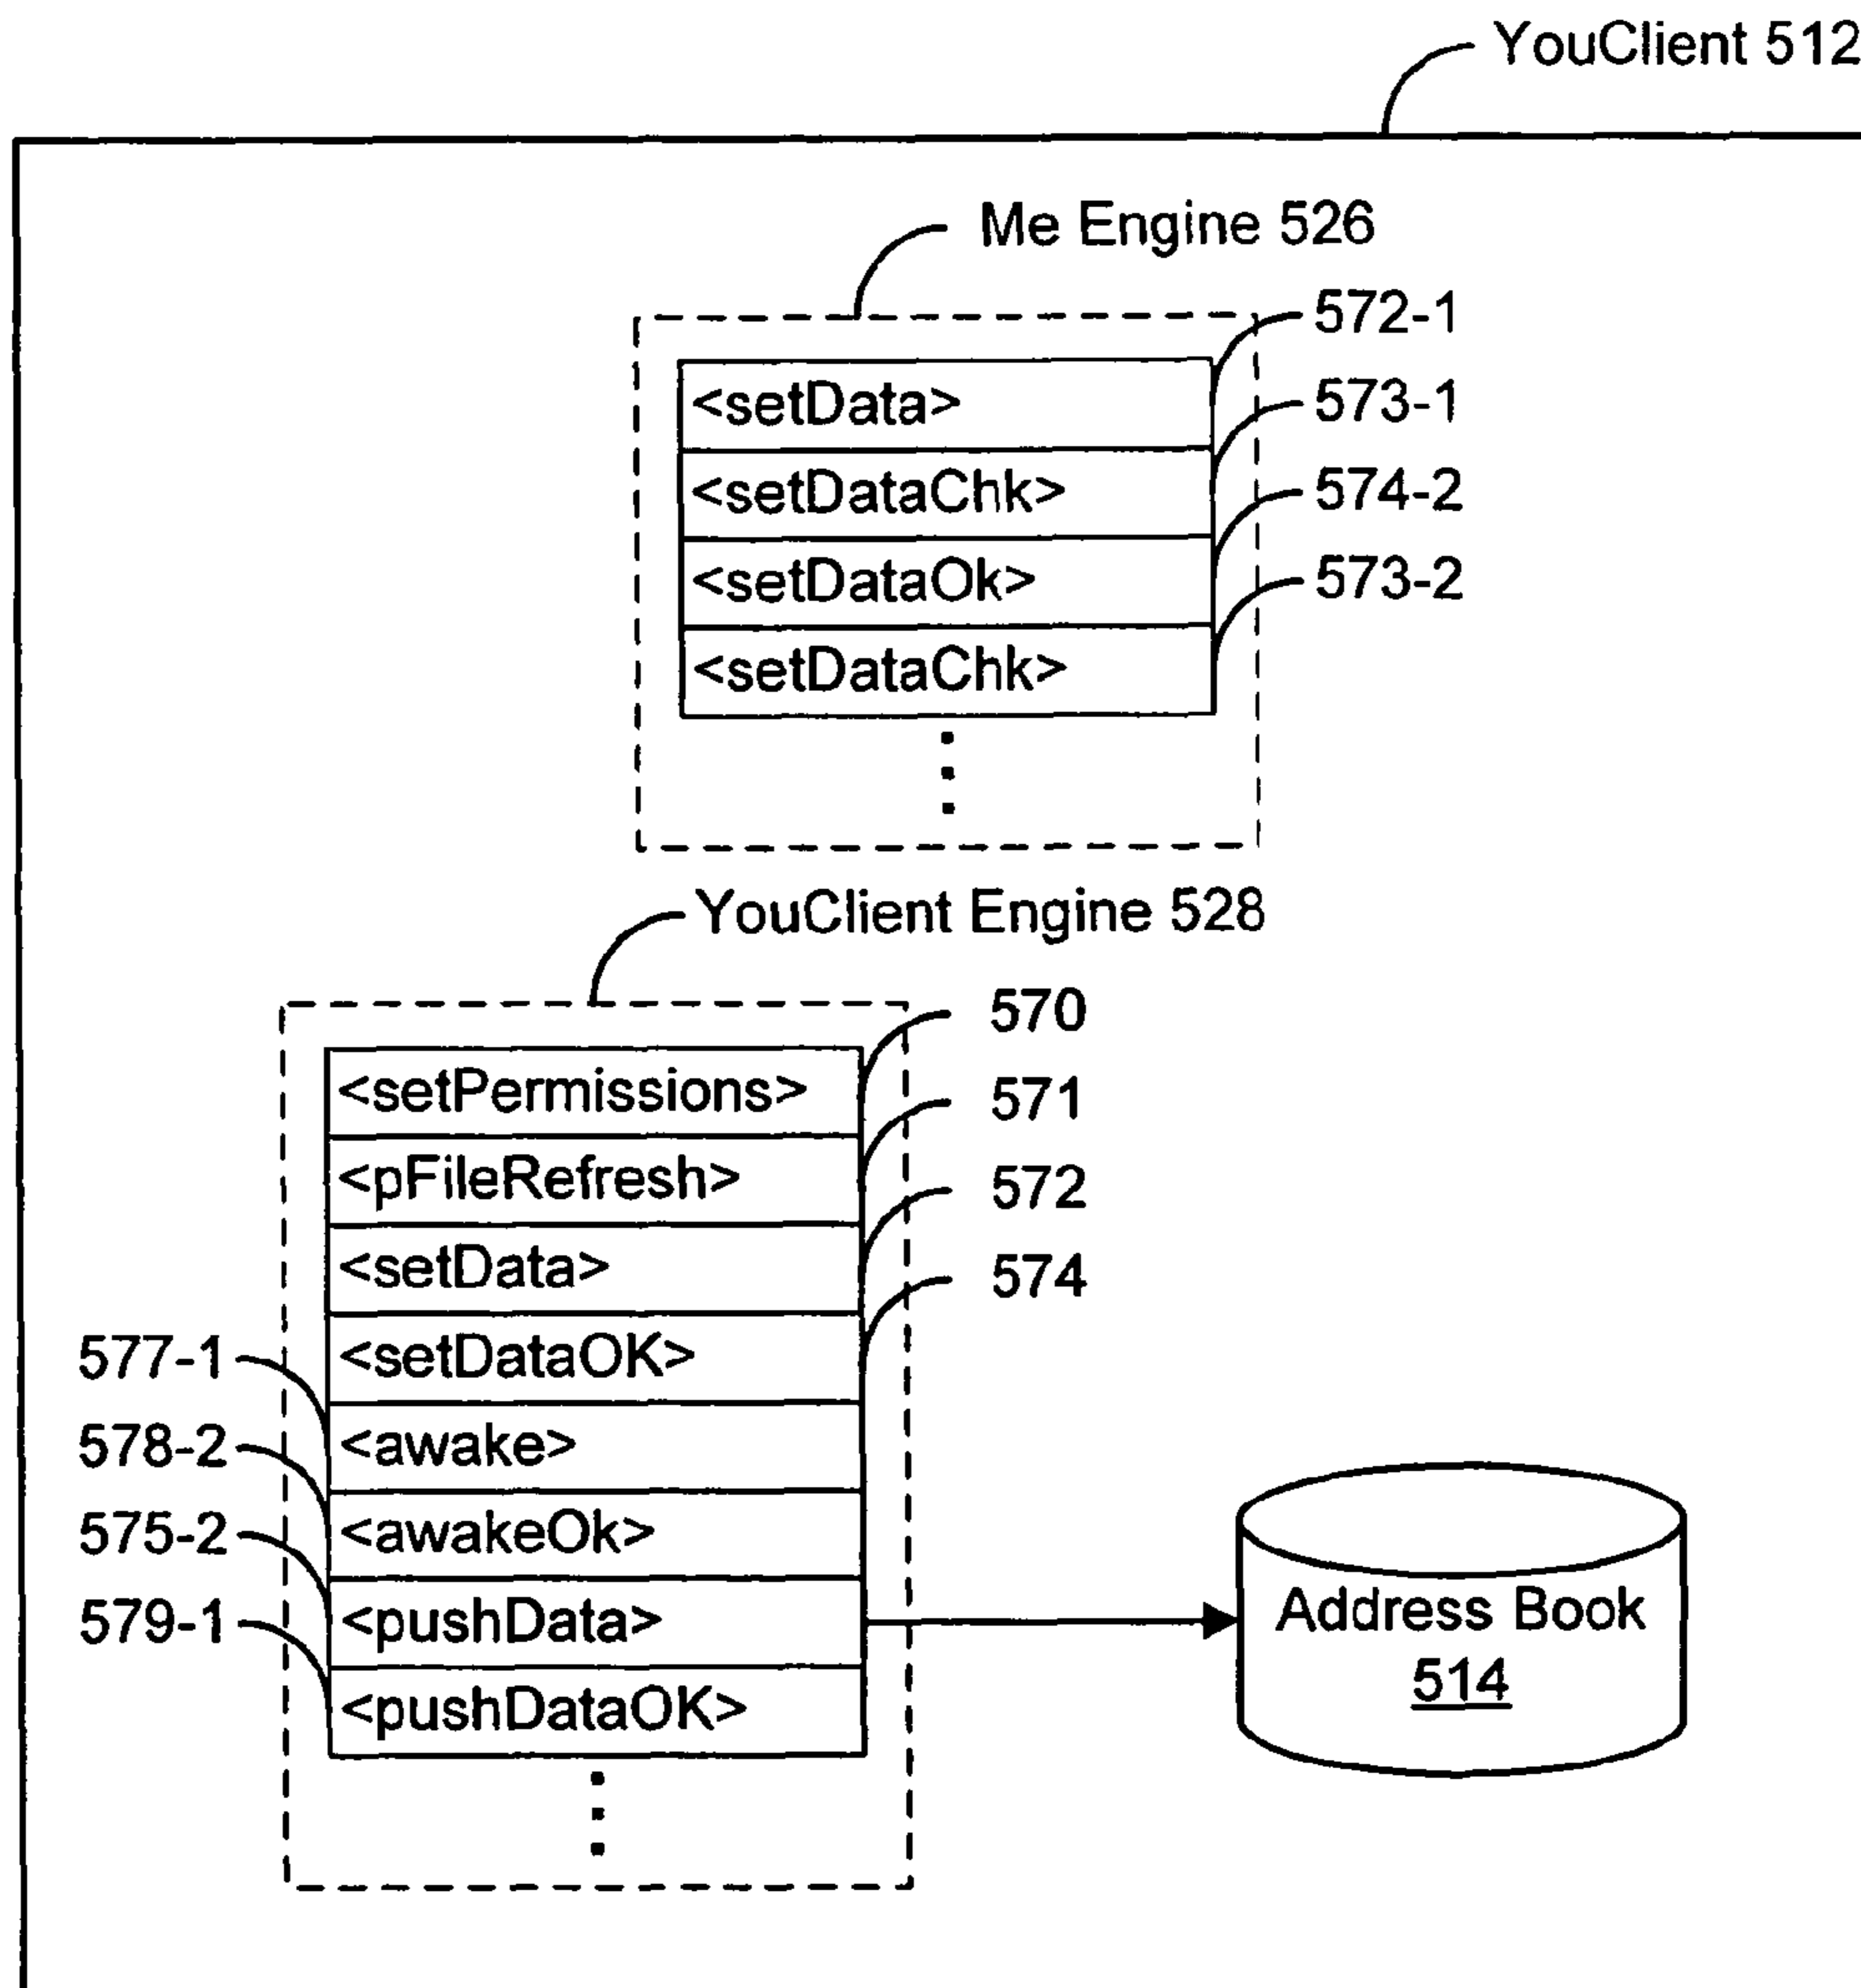 YouClient 512
Me Engine 526
572-1
<setData>
573-1
<setDataChk>
574-2
<setDataOk>
573-2
<setDataChk>
YouClient Engine 528
570
<setPermissions>
571
<pFileRefresh>
572
<setData>
574
577-1
<setDataOK>
578-2
<awake>
575-2
<awakeOk>
579-1
<pushData>
<pushDataOK>
Address Book
514